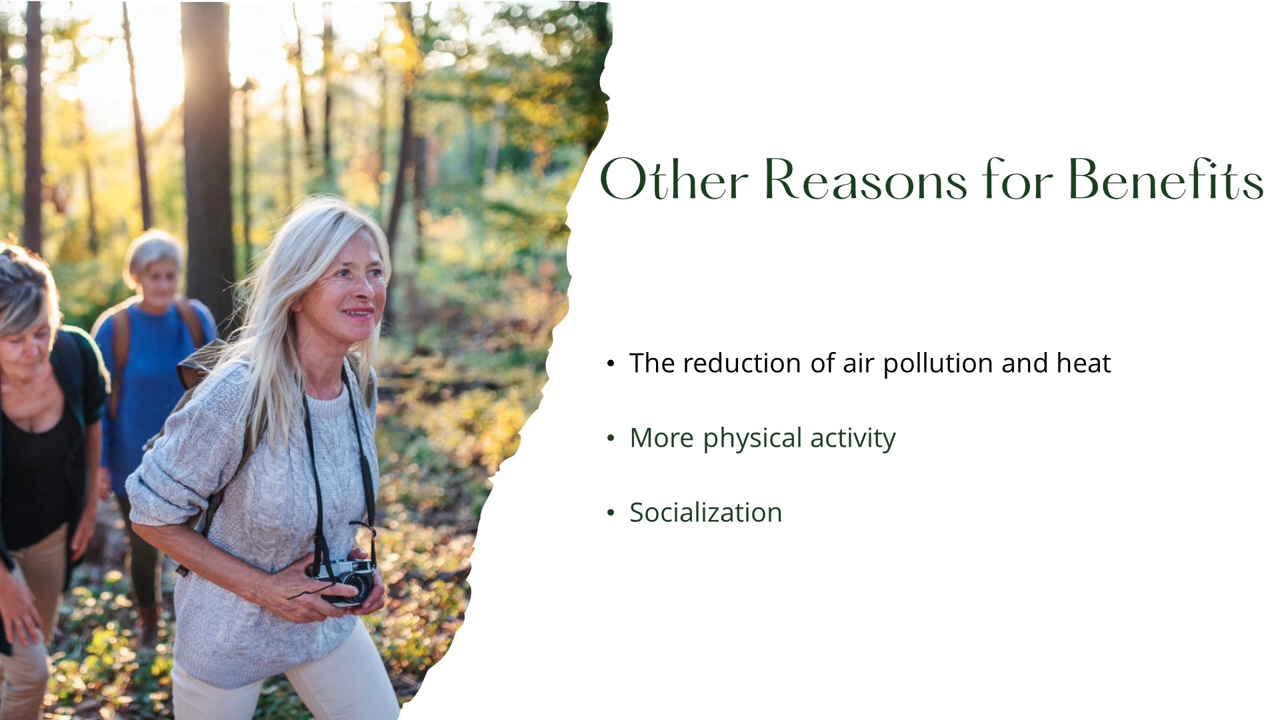 Other Reasons for Benefits
• The reduction of air pollution and heat
• More physical activity
• Socialization